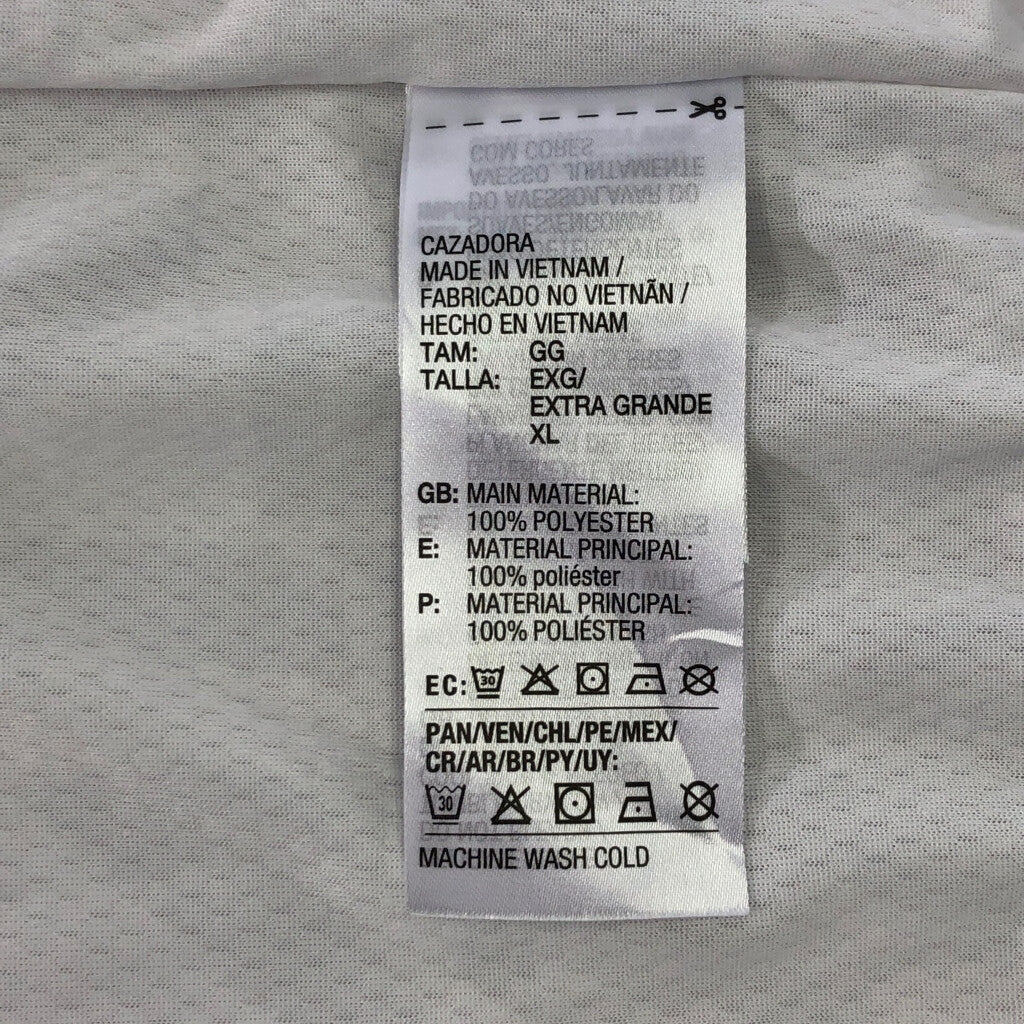 CAZADORA
MADE IN VIETNAM /
FABRICADO NO VIETNÃN /
HECHO EN VIETNAM
TAM: GG
TALLA: EXG/
EXTRA GRANDE
XL
GB: MAIN MATERIAL:
100% POLYESTER
E: MATERIAL PRINCIPAL:
100% poliéster
P: MATERIAL PRINCIPAL:
100% POLIÉSTER
EC: 30
PAN/VEN/CHL/PE/MEX/
CR/AR/BR/PY/UY:
30
MACHINE WASH COLD